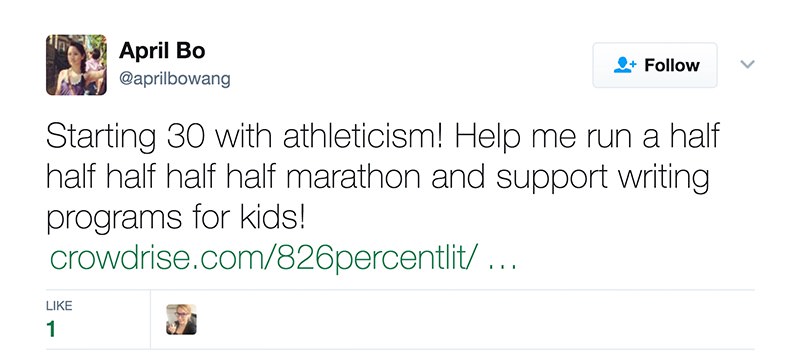 April Bo
@aprilbowang
Follow
Starting 30 with athleticism! Help me run a half
half half half half marathon and support writing
programs for kids!
crowdrise.com/826percentlit/ ...
LIKE
1